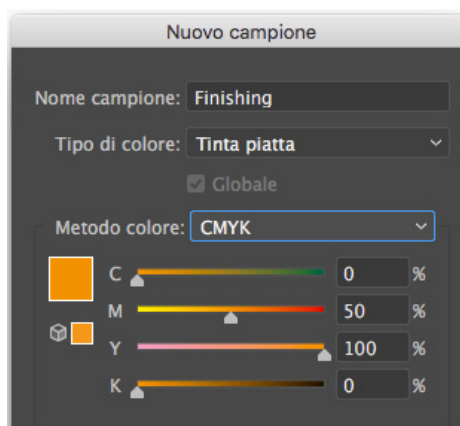 Nuovo campione
Nome campione: Finishing
Tipo di colore: Tinta piatta
Globale
Metodo colore: CMYK
C 0 %
M 50 %
Y 100 %
K 0 %